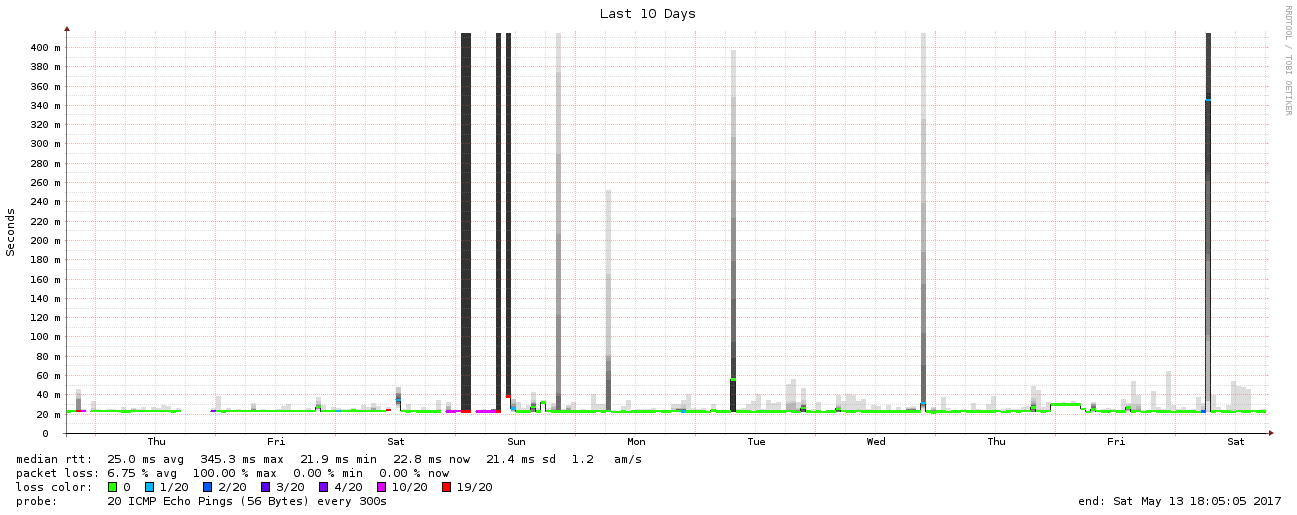 Last 10 Days
RRDTOOL / TOBI OETIKER
Seconds
400 m
380 m
360 m
340 m
320 m
300 m
280 m
260 m
240 m
220 m
200 m
180 m
160 m
140 m
120 m
100 m
80 m
60 m
40 m
20 m
0
Thu Fri Sat Sun Mon Tue Wed Thu Fri Sat
median rtt: 25.0 ms avg 345.3 ms max 21.9 ms min 22.8 ms now 21.4 ms sd 1.2 am/s
packet loss: 6.75 % avg 100.00 % max 0.00 % min 0.00 % now
loss color: 0 1/20 2/20 3/20 4/20 10/20 19/20
probe: 20 ICMP Echo Pings (56 Bytes) every 300s end: Sat May 13 18:05:05 2017